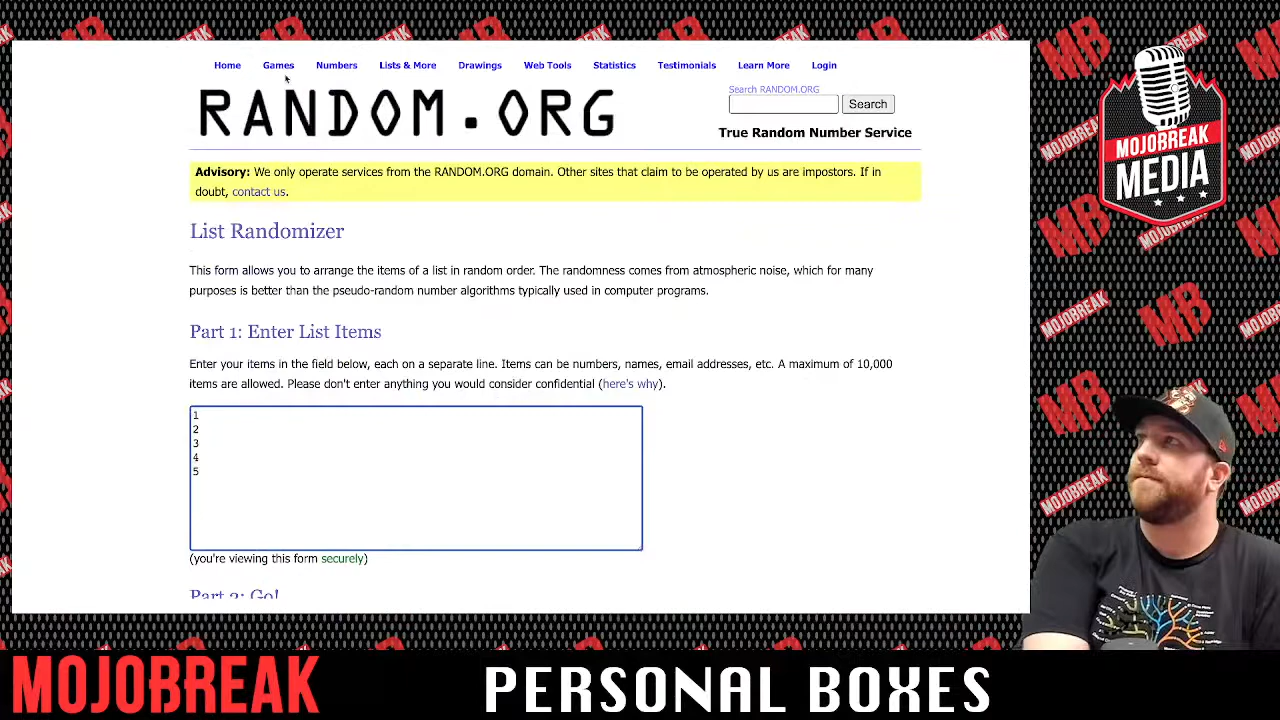 Home Games Numbers Lists & More Drawings Web Tools Statistics Testimonials Learn More Login
RANDOM.ORG
Search RANDOM.ORG
Search
True Random Number Service
Advisory: We only operate services from the RANDOM.ORG domain. Other sites that claim to be operated by us are impostors. If in
doubt, contact us.
List Randomizer
This form allows you to arrange the items of a list in random order. The randomness comes from atmospheric noise, which for many
purposes is better than the pseudo-random number algorithms typically used in computer programs.
Part 1: Enter List Items
Enter your items in the field below, each on a separate line. Items can be numbers, names, email addresses, etc. A maximum of 10,000
items are allowed. Please don't enter anything you would consider confidential (here's why).
1
2
3
4
5
(you're viewing this form securely)
Part 2: Go!
MOJOBREAK
MEDIA
MB
MOJOBREAK
MOJOBREAK PERSONAL BOXES